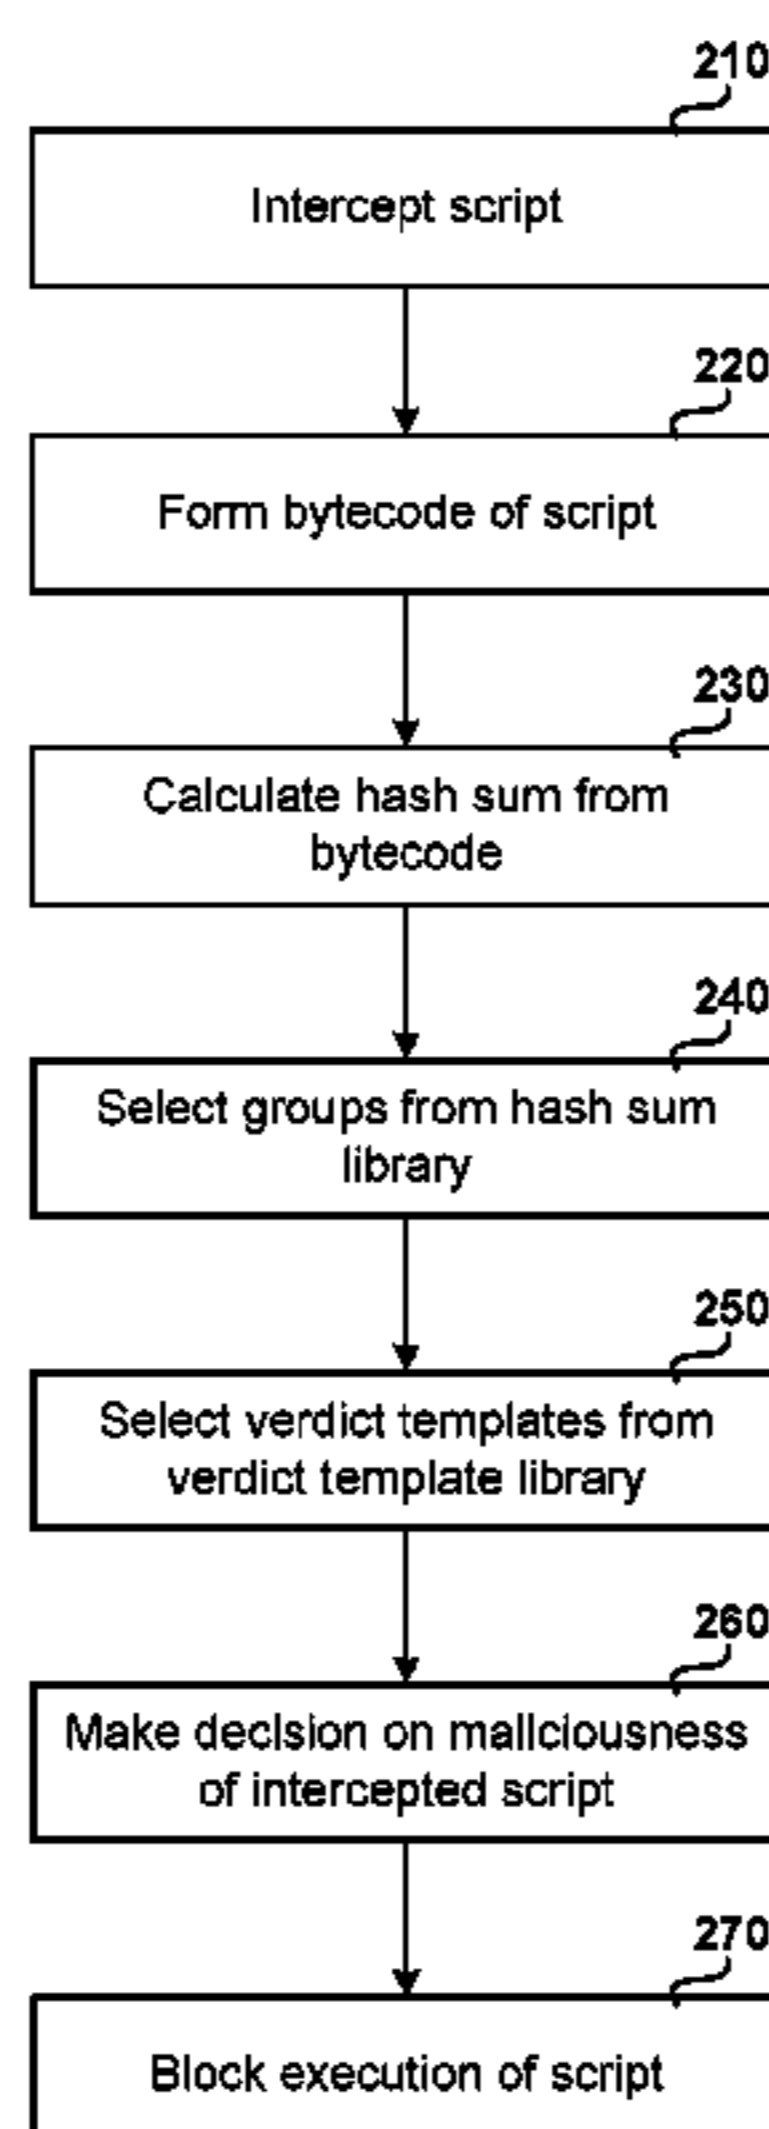 210
Intercept script
220
Form bytecode of script
230
Calculate hash sum from
bytecode
240
Select groups from hash sum
library
250
Select verdict templates from
verdict template library
260
Make decision on maliciousness
of intercepted script
270
Block execution of script